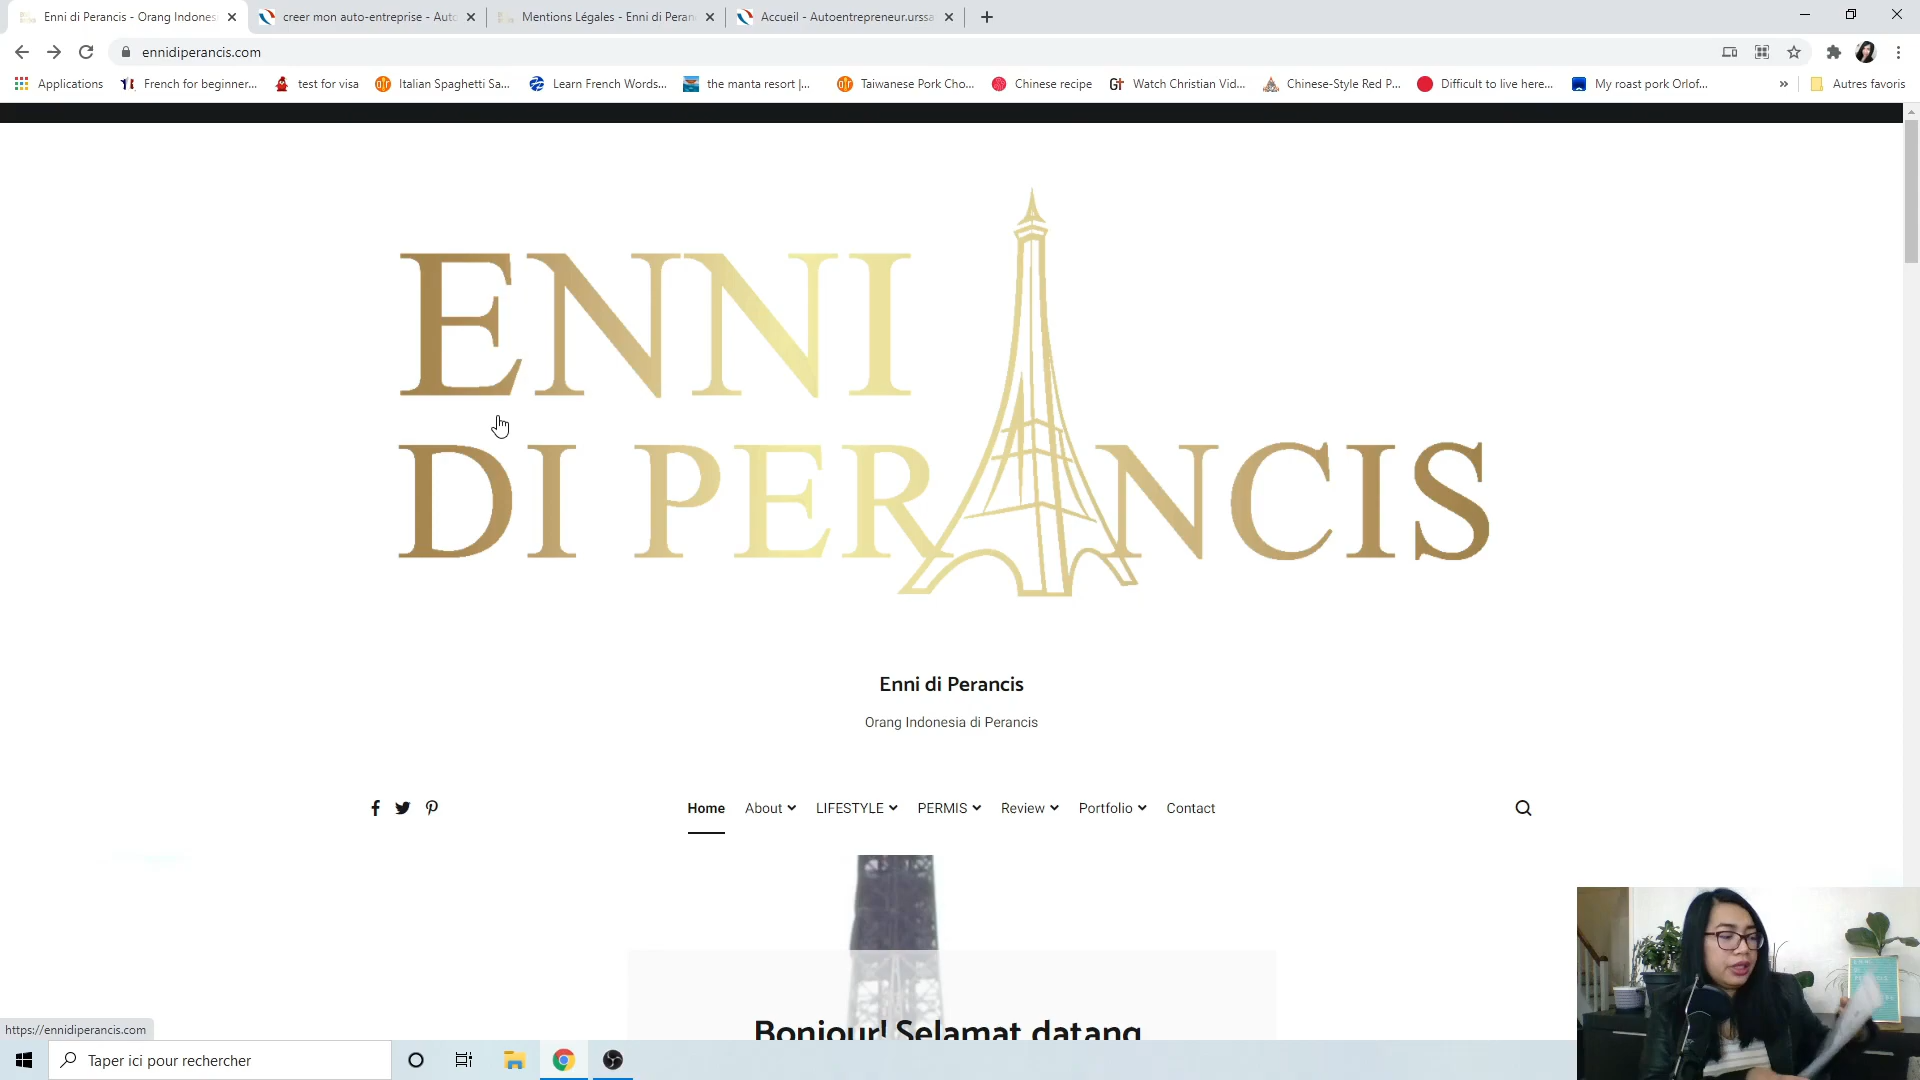 Enni di Perancis - Orang Indones
creer mon auto-entreprise - Auto
Mentions Légales - Enni di Peran
Accueil - Autoentrepreneur.urssa
ennidiperancis.com
Applications
French for beginner...
test for visa
Italian Spaghetti Sa...
Learn French Words...
the manta resort |...
Taiwanese Pork Cho...
Chinese recipe
GT Watch Christian Vid...
Chinese-Style Red P...
Difficult to live here...
My roast pork Orlof...
»
Autres favoris
ENNI
DI PERANCIS
Enni di Perancis
Orang Indonesia di Perancis
Home About LIFESTYLE PERMIS Review Portfolio Contact
Bonjour! Selamat datang
https://ennidiperancis.com
Taper ici pour rechercher